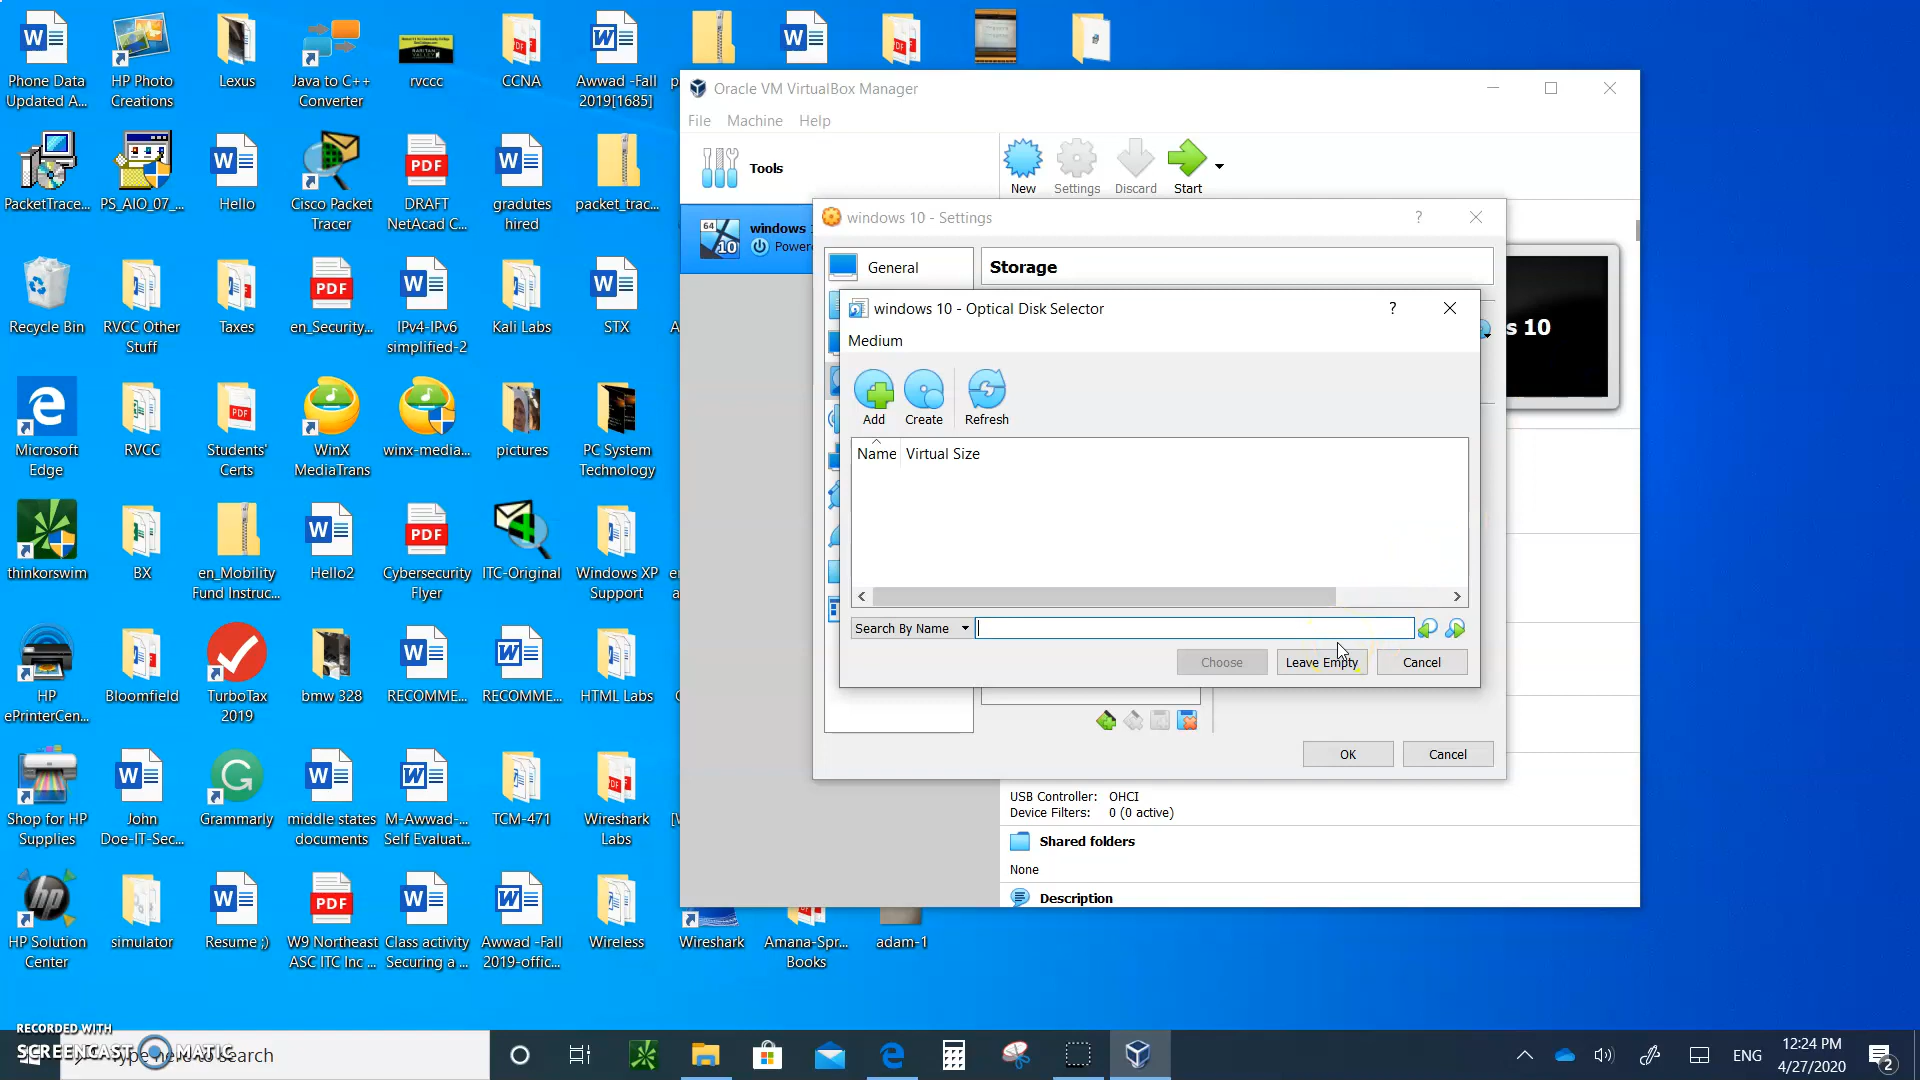 Phone Data
Updated A...
HP Photo
Creations
Lexus
Java to C++
Converter
rvccc
CCNA
Awwad -Fall
2019[1685]
PacketTrace...
PS_AIO_07_...
Hello
Cisco Packet
Tracer
DRAFT
NetAcad C...
gradutes
hired
packet_trac...
Recycle Bin
RVCC Other
Stuff
Taxes
en_Security...
IPv4-IPv6
simplified-2
Kali Labs
STX
Microsoft
Edge
RVCC
Students'
Certs
WinX
MediaTrans
winx-media...
pictures
PC System
Technology
thinkorswim
BX
en_Mobility
Fund Instruc...
Hello2
Cybersecurity
Flyer
ITC-Original
Windows XP
Support
HP
ePrinterCen...
Bloomfield
TurboTax
2019
bmw 328
RECOMME...
RECOMME...
HTML Labs
Shop for HP
Supplies
John
Doe-IT-Sec...
Grammarly
middle states
documents
M-Awwad-...
Self Evaluat...
TCM-471
Wireshark
Labs
HP Solution
Center
simulator
Resume ;)
W9 Northeast
ASC ITC Inc ...
Class activity
Securing a ...
Awwad -Fall
2019-offic...
Wireless
Wireshark
Amana-Spr...
Books
adam-1
Oracle VM VirtualBox Manager
File Machine Help
Tools
New Settings Discard Start
64
10
windows
Power
windows 10 - Settings
?
General
Storage
s 10
windows 10 - Optical Disk Selector
?
Medium
Add Create Refresh
Name Virtual Size
Search By Name
Choose Leave Empty Cancel
OK Cancel
USB Controller: OHCI
Device Filters: 0 (0 active)
Shared folders
None
Description
RECORDED WITH
SCREENCAST MATIC
Type here to search
ENG
12:24 PM
4/27/2020
2